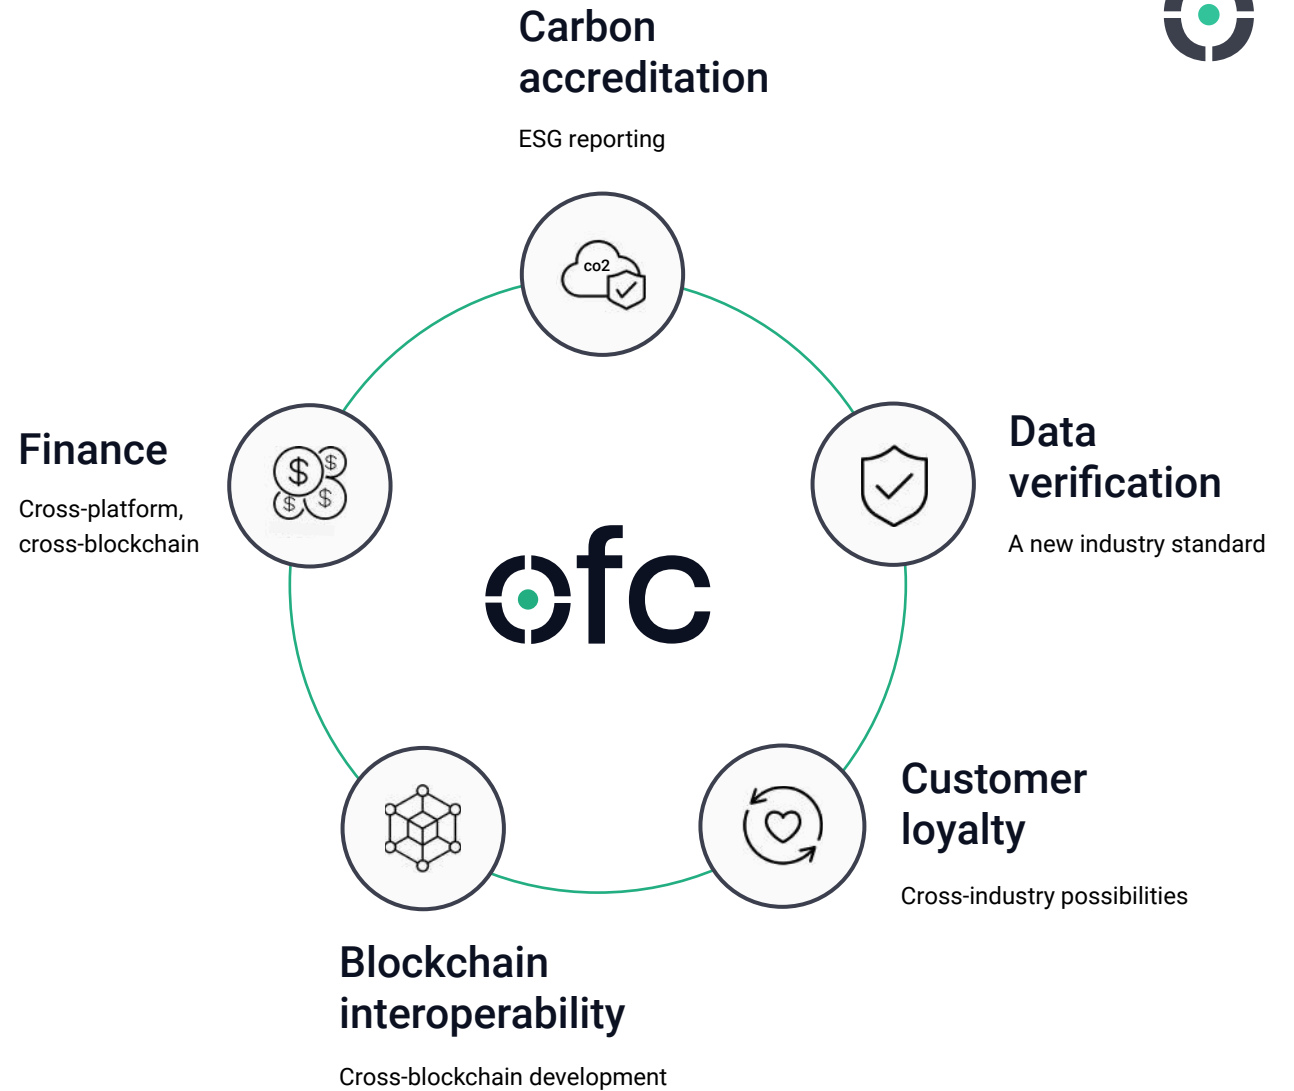 Carbon
accreditation
ESG reporting
co2
Finance
Cross-platform,
cross-blockchain
$
$
$
$
Data
verification
A new industry standard
ofc
Customer
loyalty
Cross-industry possibilities
Blockchain
interoperability
Cross-blockchain development